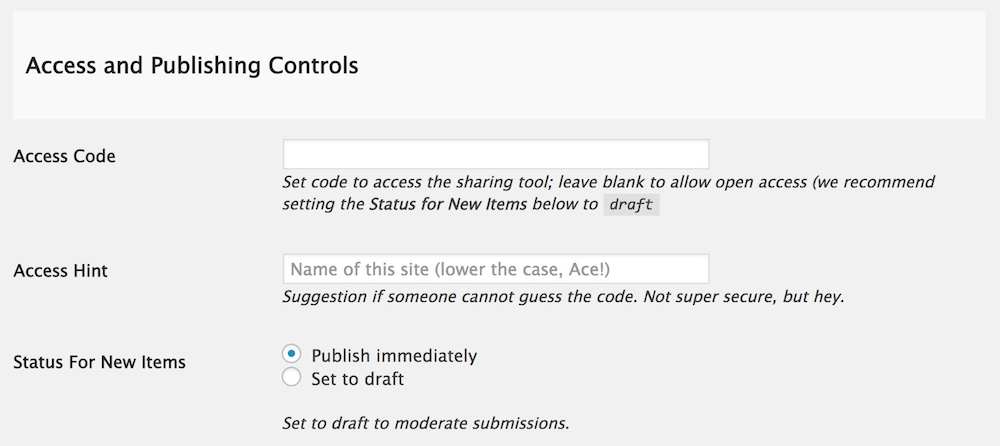 Access and Publishing Controls
Access Code
Set code to access the sharing tool; leave blank to allow open access (we recommend
setting the Status for New Items below to draft
Access Hint
Name of this site (lower the case, Ace!)
Suggestion if someone cannot guess the code. Not super secure, but hey.
Status For New Items
Publish immediately
Set to draft
Set to draft to moderate submissions.